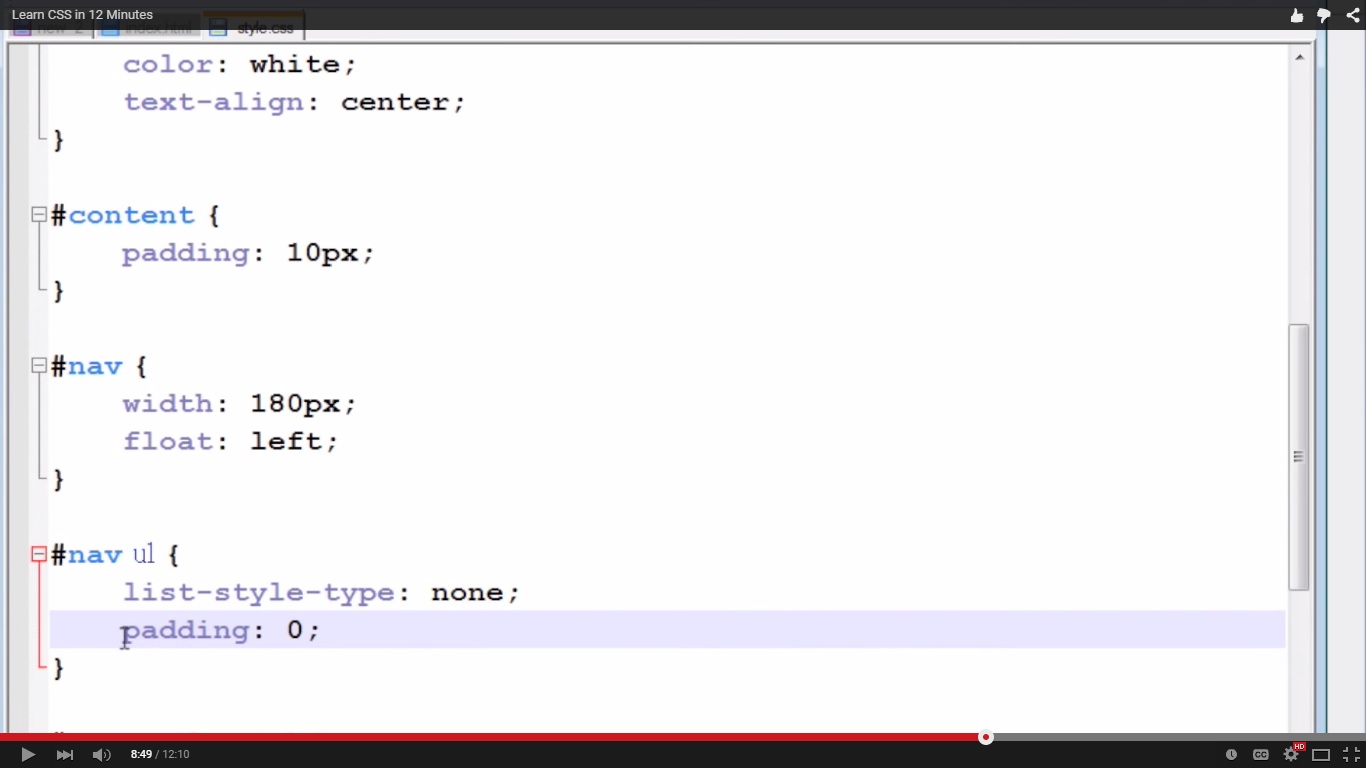 Learn CSS in 12 Minutes
new 2 index.html style.css
color: white;
text-align: center;
}
#content {
padding: 10px;
}
#nav {
width: 180px;
float: left;
}
#nav ul {
list-style-type: none;
padding: 0;
}
8:49 / 12:10
CC
HD